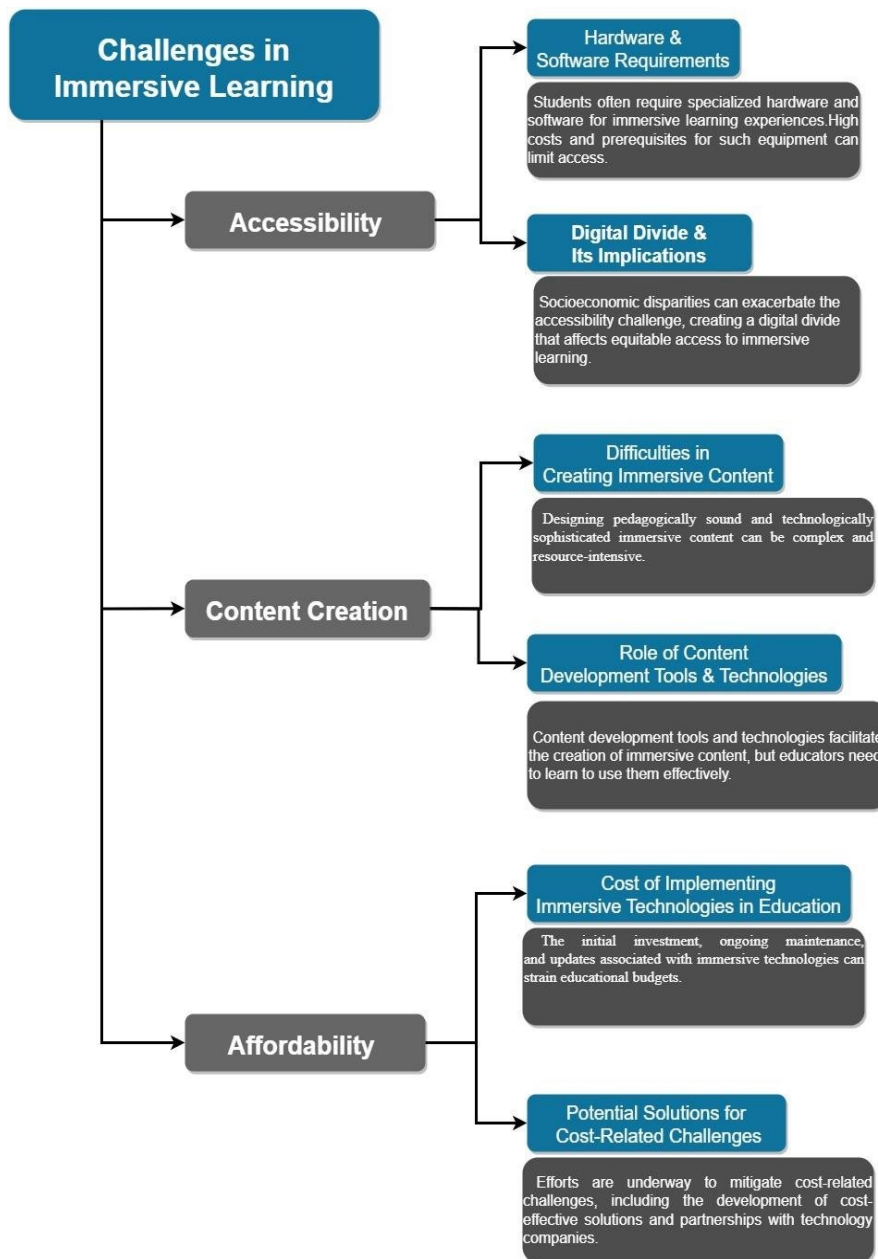 Challenges in
Immersive Learning
Hardware &
Software Requirements
Students often require specialized hardware and
software for immersive learning experiences.High
costs and prerequisites for such equipment can
limit access.
Accessibility
Digital Divide &
Its Implications
Socioeconomic disparities can exacerbate the
accessibility challenge, creating a digital divide
that affects equitable access to immersive
learning.
Difficulties in
Creating Immersive Content
Designing pedagogically sound and technologically
sophisticated immersive content can be complex and
resource-intensive.
Content Creation
Role of Content
Development Tools & Technologies
Content development tools and technologies facilitate
the creation of immersive content, but educators need
to learn to use them effectively.
Cost of Implementing
Immersive Technologies in Education
The initial investment, ongoing maintenance,
and updates associated with immersive technologies can
strain educational budgets.
Affordability
Potential Solutions for
Cost-Related Challenges
Efforts are underway to mitigate cost-related
challenges, including the development of cost-
effective solutions and partnerships with technology
companies.